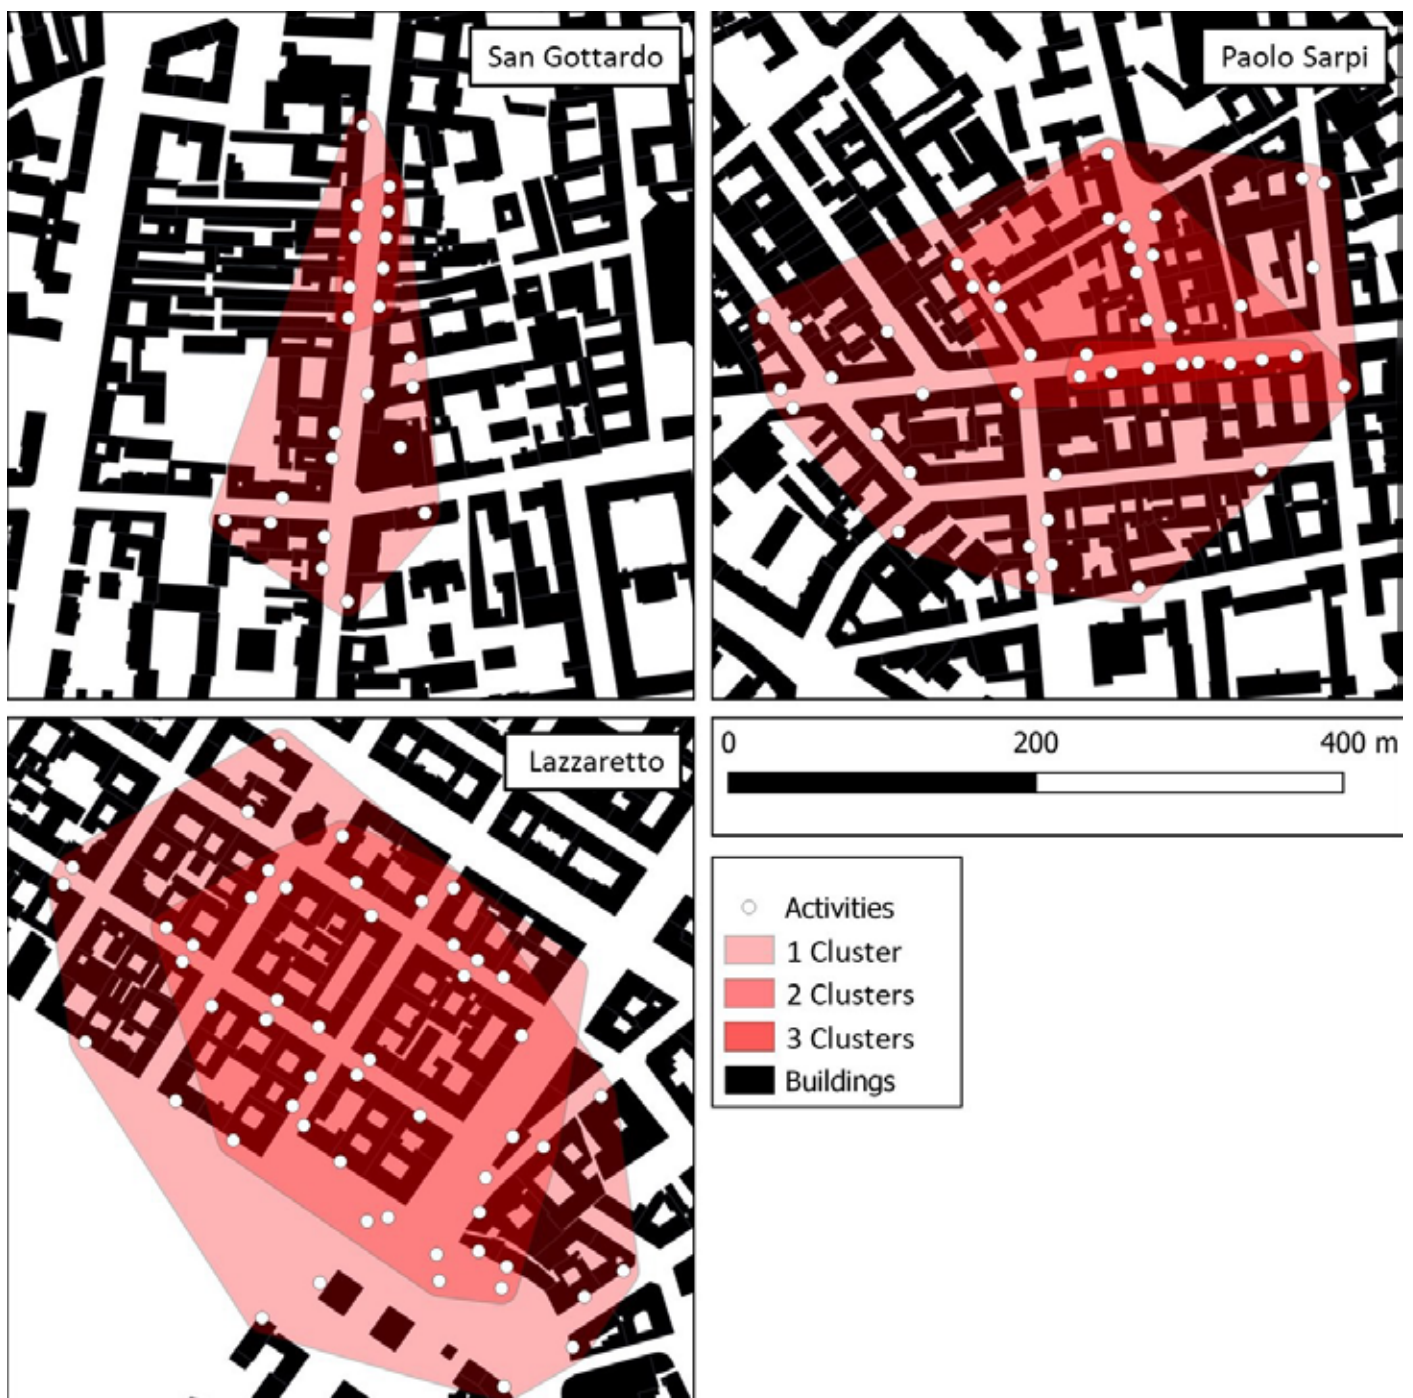 San Gottardo
Paolo Sarpi
Lazzaretto
0 200 400 m
Activities
1 Cluster
2 Clusters
3 Clusters
Buildings